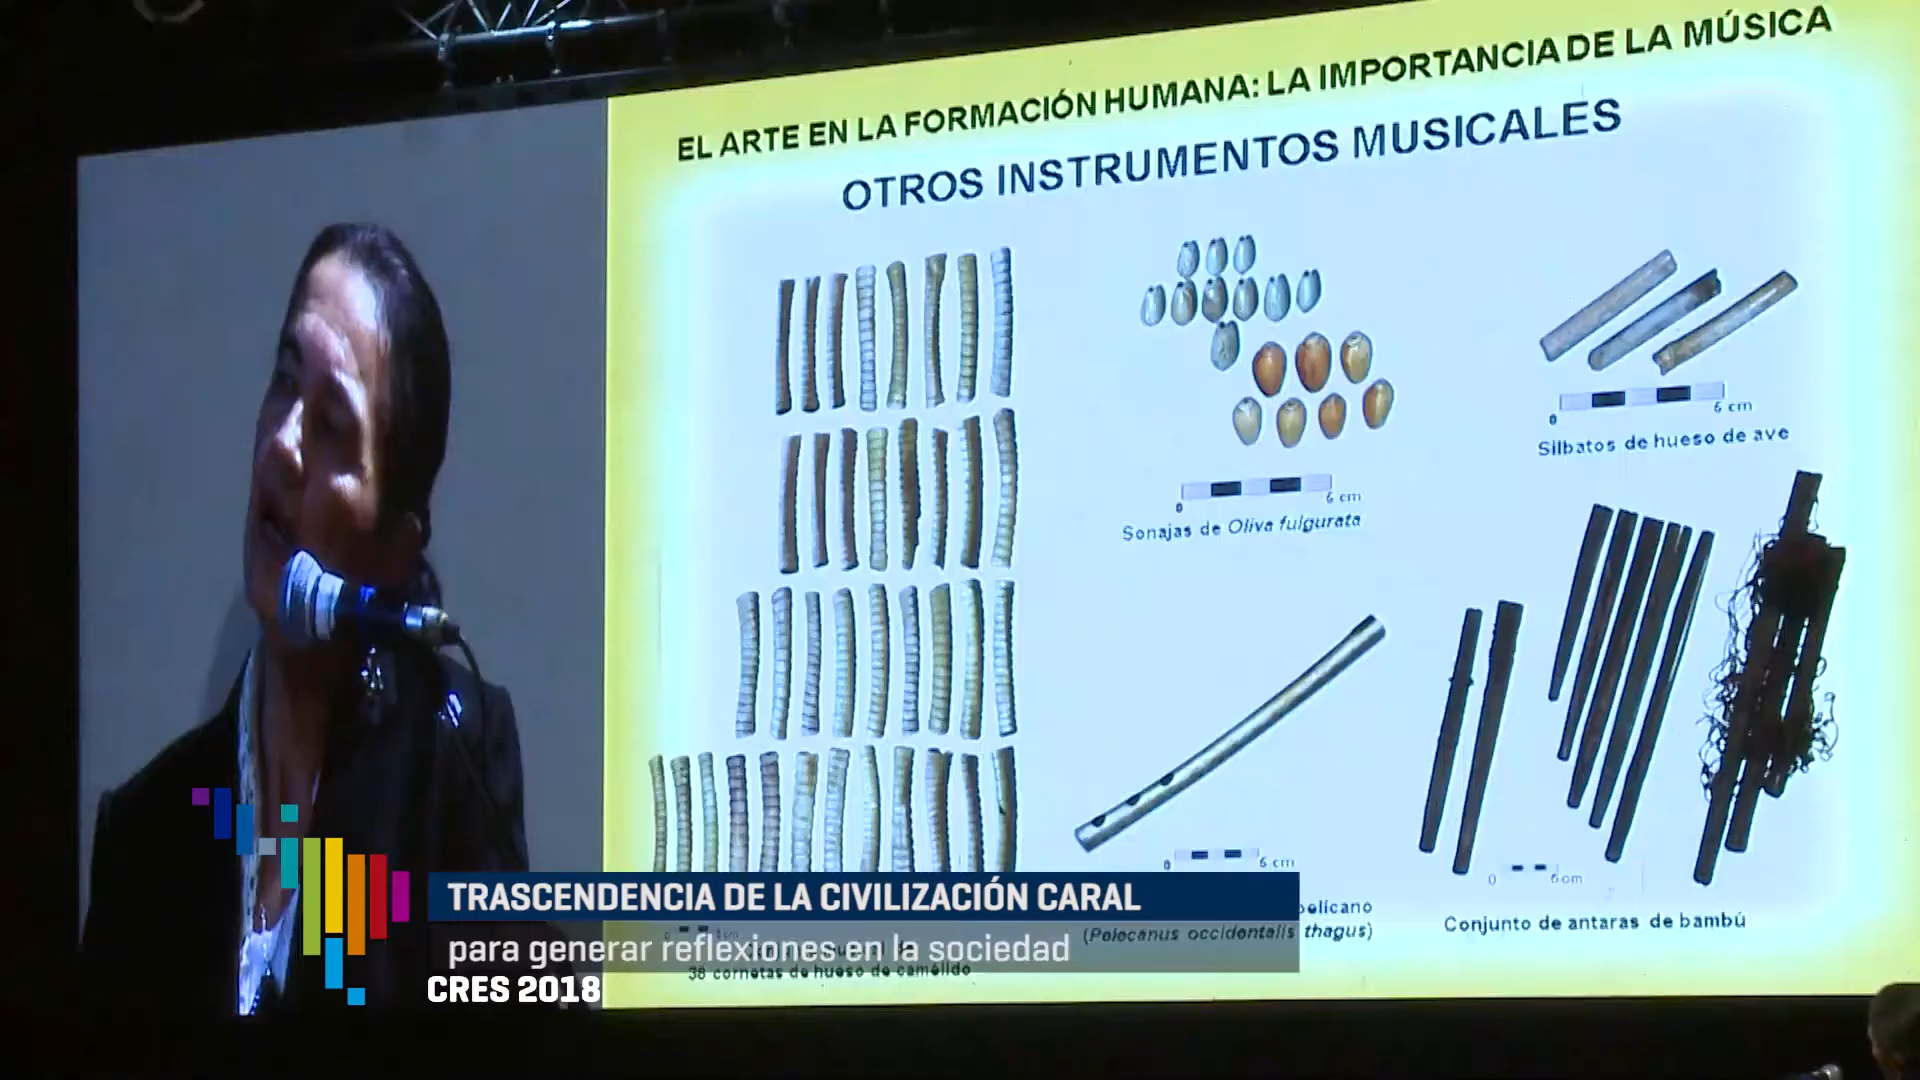 EL ARTE EN LA FORMACIÓN HUMANA: LA IMPORTANCIA DE LA MÚSICA
OTROS INSTRUMENTOS MUSICALES
0 6 cm
Silbatos de hueso de ave
0 6 cm
Sonajas de Oliva fulgurata
0 6 cm
pelícano
(Pelecanus occidentalis thagus)
0 6 cm
Conjunto de antaras de bambú
38 cornetas de hueso de camélido
TRASCENDENCIA DE LA CIVILIZACIÓN CARAL
para generar reflexiones en la sociedad
CRES 2018